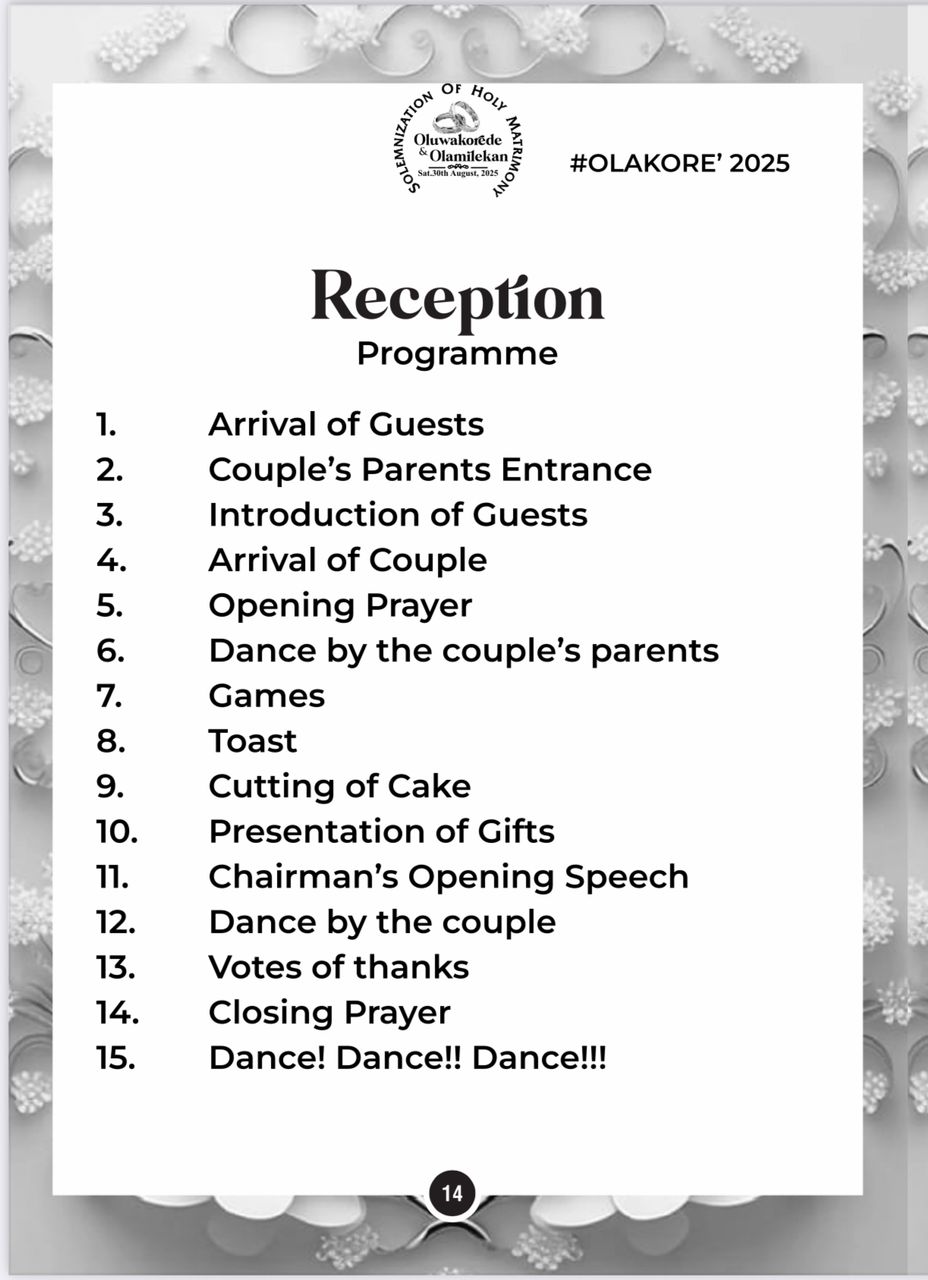 SOLEMNIZATION OF HOLY MATRIMONY
Oluwakorede
& Olamilekan
Sat.30th August, 2025
#OLAKORE’ 2025
Reception
Programme
1. Arrival of Guests
2. Couple’s Parents Entrance
3. Introduction of Guests
4. Arrival of Couple
5. Opening Prayer
6. Dance by the couple’s parents
7. Games
8. Toast
9. Cutting of Cake
10. Presentation of Gifts
11. Chairman’s Opening Speech
12. Dance by the couple
13. Votes of thanks
14. Closing Prayer
15. Dance! Dance!! Dance!!!
14